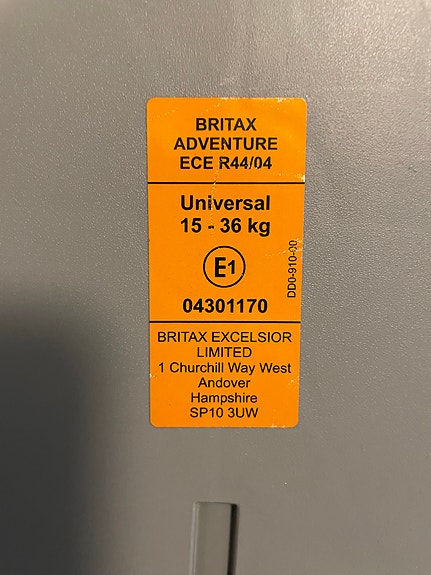 BRITAX
ADVENTURE
ECE R44/04
Universal
15 - 36 kg
E1
04301170
DD0-910-00
BRITAX EXCELSIOR
LIMITED
1 Churchill Way West
Andover
Hampshire
SP10 3UW